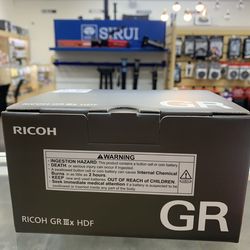 SIRUI
GR
RICOH
WARNING
• INGESTION HAZARD: This product contains a button cell or coin battery.
• DEATH or serious injury can occur if ingested.
• A swallowed button cell or coin battery can cause Internal Chemical
Burns in as little as 2 hours.
• KEEP new and used batteries OUT OF REACH of CHILDREN
• Seek immediate medical attention if a battery is suspected to be
swallowed or inserted inside any part of the body.
RICOH GR IIIx HDF
GR